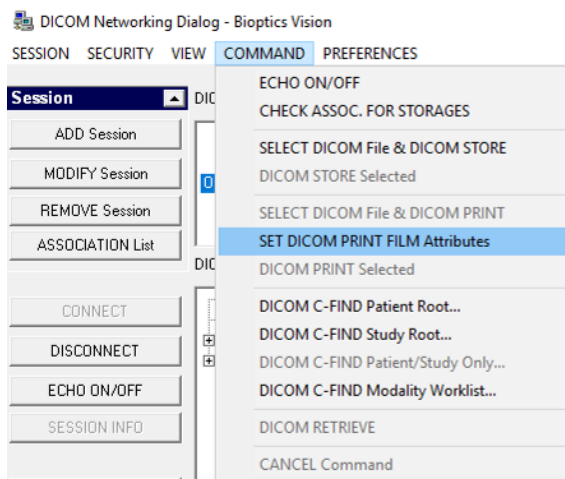 DICOM Networking Dialog - Bioptics Vision
SESSION SECURITY VIEW COMMAND PREFERENCES
Session
ADD Session
MODIFY Session
REMOVE Session
ASSOCIATION List
CONNECT
DISCONNECT
ECHO ON/OFF
SESSION INFO
DIC
DIC
ECHO ON/OFF
CHECK ASSOC. FOR STORAGES
SELECT DICOM File & DICOM STORE
DICOM STORE Selected
SELECT DICOM File & DICOM PRINT
SET DICOM PRINT FILM Attributes
DICOM PRINT Selected
DICOM C-FIND Patient Root...
DICOM C-FIND Study Root...
DICOM C-FIND Patient/Study Only...
DICOM C-FIND Modality Worklist...
DICOM RETRIEVE
CANCEL Command